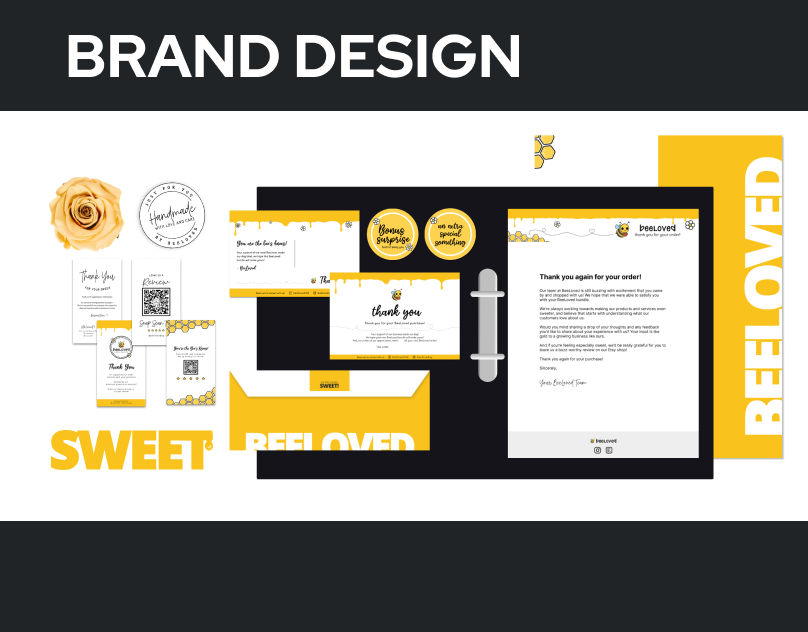 BRAND DESIGN
BEELOVED
JUST FOR YOU
Handmade
WITH LOVE AND CARE
BY BEELOVED
You are the bee's knees!
- BeeLoved
Bonus
surprise
an extra
special
something
thank you
Thank you for your BeeLoved purchase!
beeloved
thank you for your order!
Thank you again for your order!
Our team at BeeLoved is still buzzing with excitement that you came
by and shopped with us! We hope that we were able to satisfy you
with your BeeLoved bundle.
We're always working towards making our products and services even
sweeter, and believe that starts with understanding what our
customers love about us.
Would you mind sharing a drop of your thoughts and any feedback
you'd like to share about your experience with us? Your input is like
gold to a growing business like ours.
And if you're feeling especially sweet, we'd be really grateful for you to
leave us a buzz-worthy review on our Etsy shop!
Thank you again for your purchase!
Sincerely,
Your BeeLoved Team
beeloved
Thank You
FOR YOUR ORDER
LEAVE US A
Review
BeeLoved
Thank You
You're the Bee's Knees
SWEET!
BEELOVED
SWEET